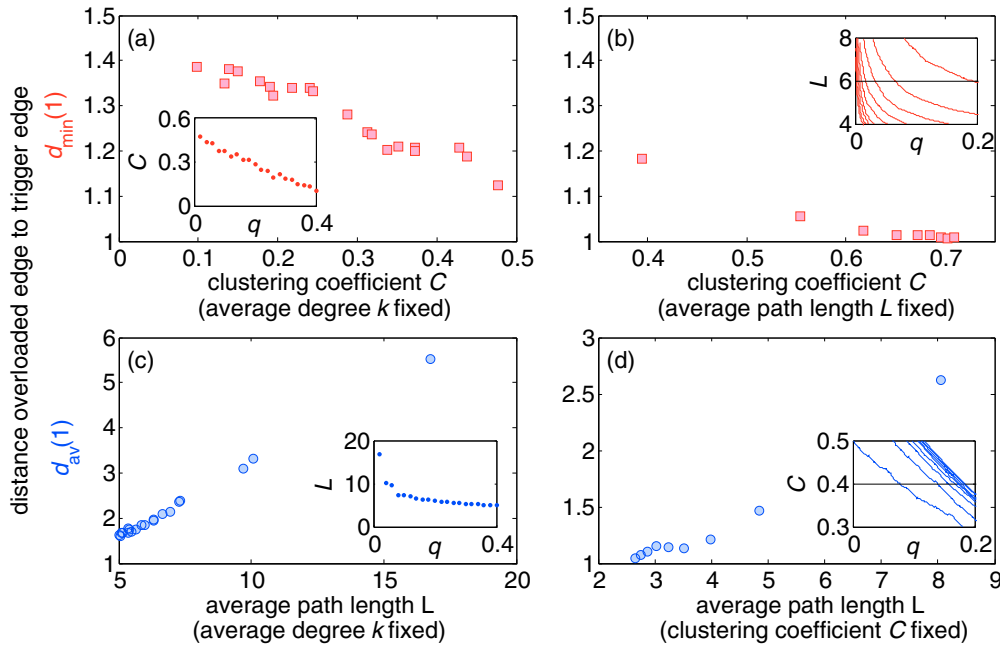 distance overloaded edge to trigger edge
d_min(1)
1.5
1.4
1.3
1.2
1.1
1
(a)
0.6
0.3
0
C
0
q
0.4
0
0.1
0.2
0.3
0.4
0.5
clustering coefficient C
(average degree k fixed)
1.5
1.4
1.3
1.2
1.1
1
(b)
8
6
4
L
0
q
0.2
0.4
0.5
0.6
0.7
clustering coefficient C
(average path length L fixed)
d_av(1)
6
5
4
3
2
1
(c)
20
10
0
L
0
q
0.4
5
10
15
20
average path length L
(average degree k fixed)
3
2.5
2
1.5
1
(d)
0.5
0.4
0.3
C
0
q
0.2
2
3
4
5
6
7
8
9
average path length L
(clustering coefficient C fixed)